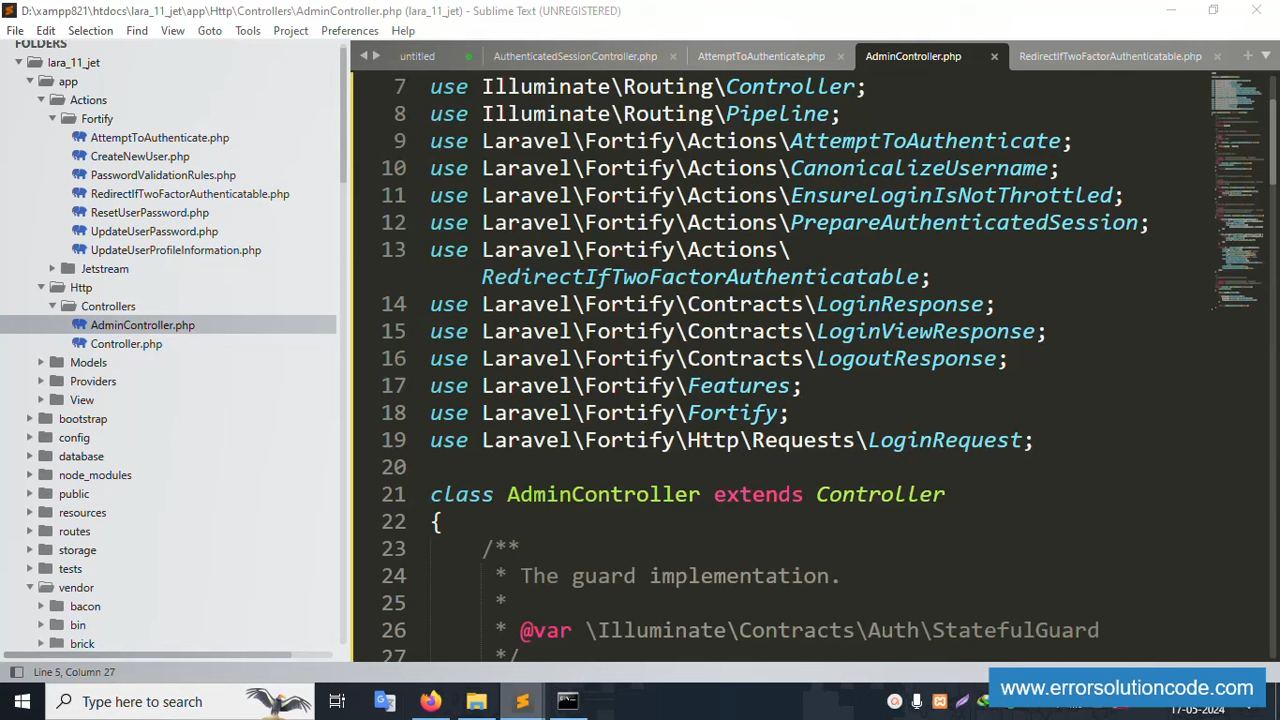 D:\xampp821\htdocs\lara_11_jet\app\Http\Controllers\AdminController.php (lara_11_jet) - Sublime Text (UNREGISTERED)
File Edit Selection Find View Goto Tools Project Preferences Help
FOLDERS
lara_11_jet
app
Actions
Fortify
AttemptToAuthenticate.php
CreateNewUser.php
PasswordValidationRules.php
RedirectIfTwoFactorAuthenticatable.php
ResetUserPassword.php
UpdateUserPassword.php
UpdateUserProfileInformation.php
Jetstream
Http
Controllers
AdminController.php
Controller.php
Models
Providers
View
bootstrap
config
database
node_modules
public
resources
routes
storage
tests
vendor
bacon
bin
brick
untitled AuthenticatedSessionController.php AttemptToAuthenticate.php AdminController.php RedirectIfTwoFactorAuthenticatable.php
7 use Illuminate\Routing\Controller;
8 use Illuminate\Routing\Pipeline;
9 use Laravel\Fortify\Actions\AttemptToAuthenticate;
10 use Laravel\Fortify\Actions\CanonicalizeUsername;
11 use Laravel\Fortify\Actions\EnsureLoginIsNotThrottled;
12 use Laravel\Fortify\Actions\PrepareAuthenticatedSession;
13 use Laravel\Fortify\Actions\
RedirectIfTwoFactorAuthenticatable;
14 use Laravel\Fortify\Contracts\LoginResponse;
15 use Laravel\Fortify\Contracts\LoginViewResponse;
16 use Laravel\Fortify\Contracts\LogoutResponse;
17 use Laravel\Fortify\Features;
18 use Laravel\Fortify\Fortify;
19 use Laravel\Fortify\Http\Requests\LoginRequest;
20
21 class AdminController extends Controller
22 {
23 /**
24 * The guard implementation.
25 *
26 * @var \Illuminate\Contracts\Auth\StatefulGuard
27 */
Line 5, Column 27
www.errorsolutioncode.com
Type here to search
17-05-2024